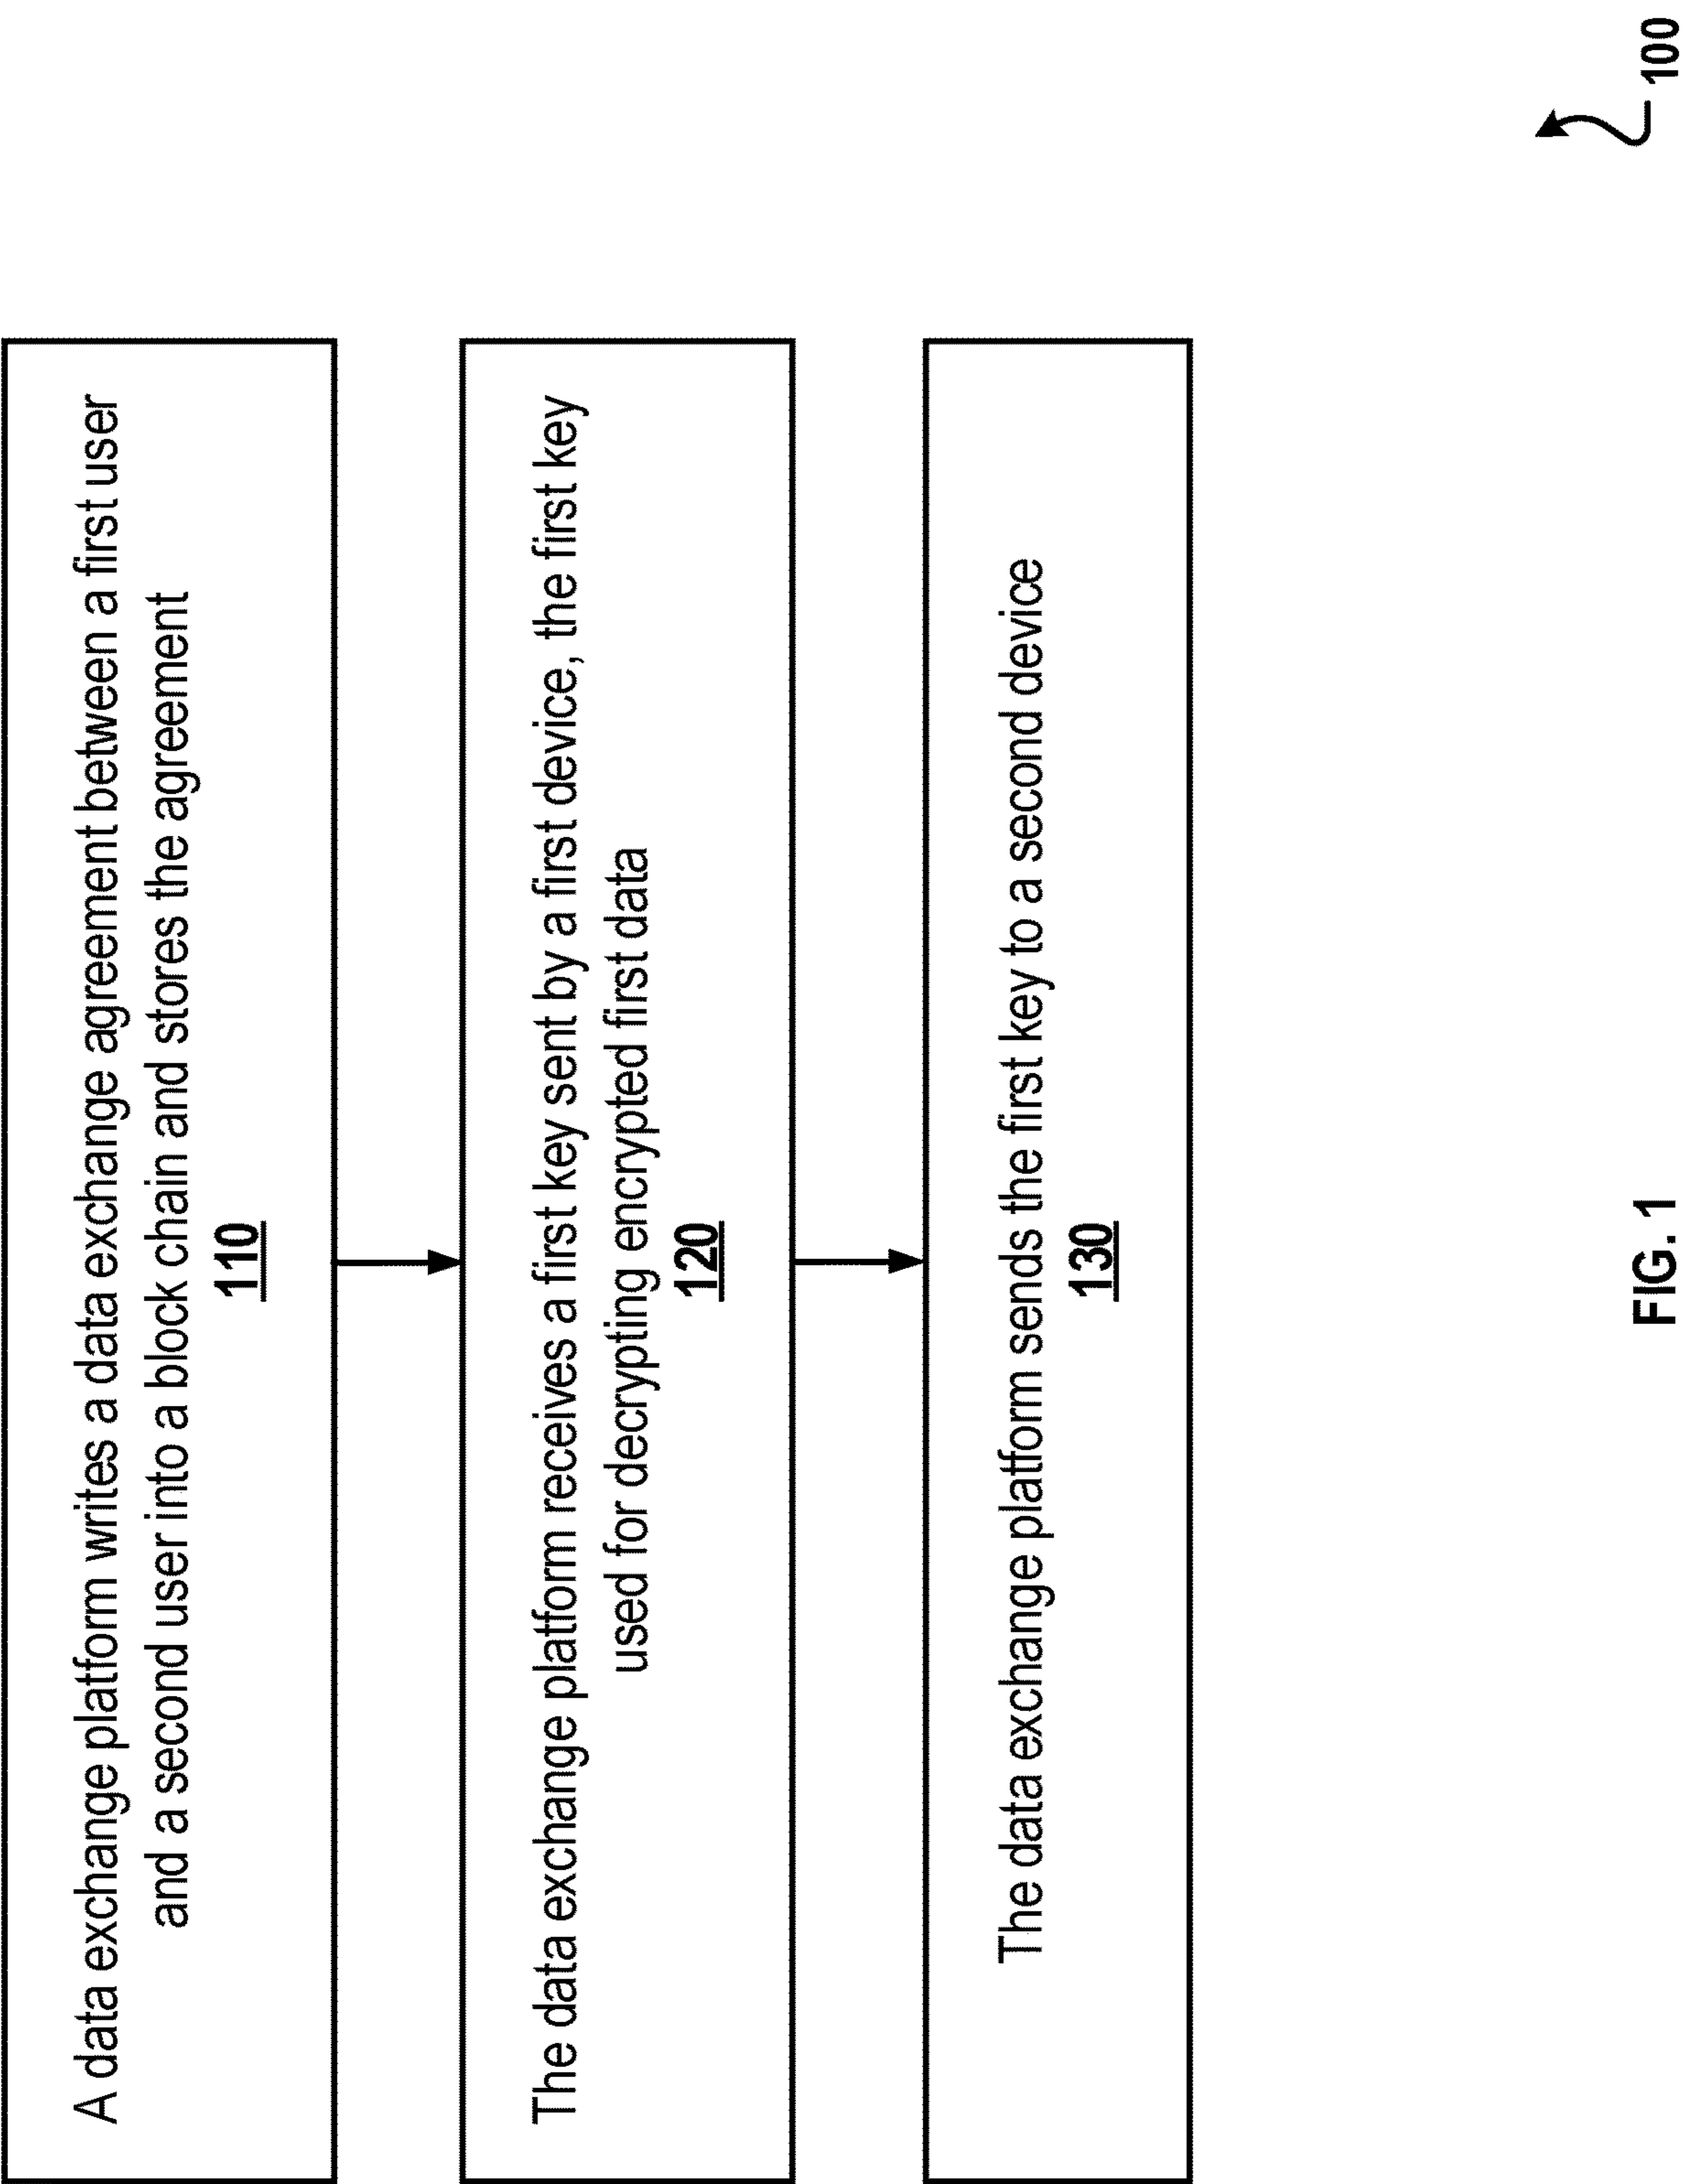 A data exchange platform writes a data exchange agreement between a first user
and a second user into a block chain and stores the agreement
110
The data exchange platform receives a first key sent by a first device, the first key
used for decrypting encrypted first data
120
The data exchange platform sends the first key to a second device
130
100
FIG. 1